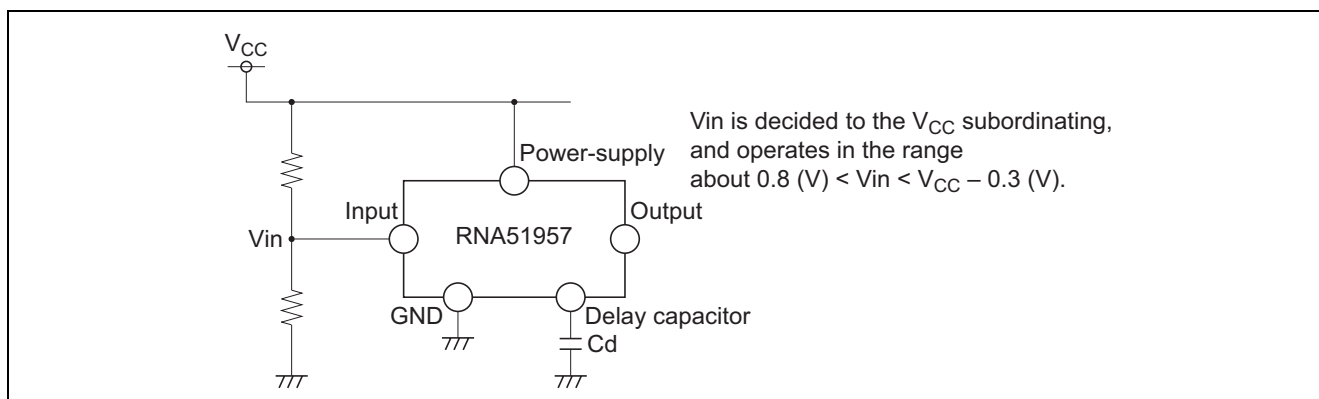 VCC
Vin is decided to the VCC subordinating,
and operates in the range
about 0.8 (V) < Vin < VCC – 0.3 (V).
Power-supply
Input
Output
RNA51957
Vin
GND
Delay capacitor
Cd